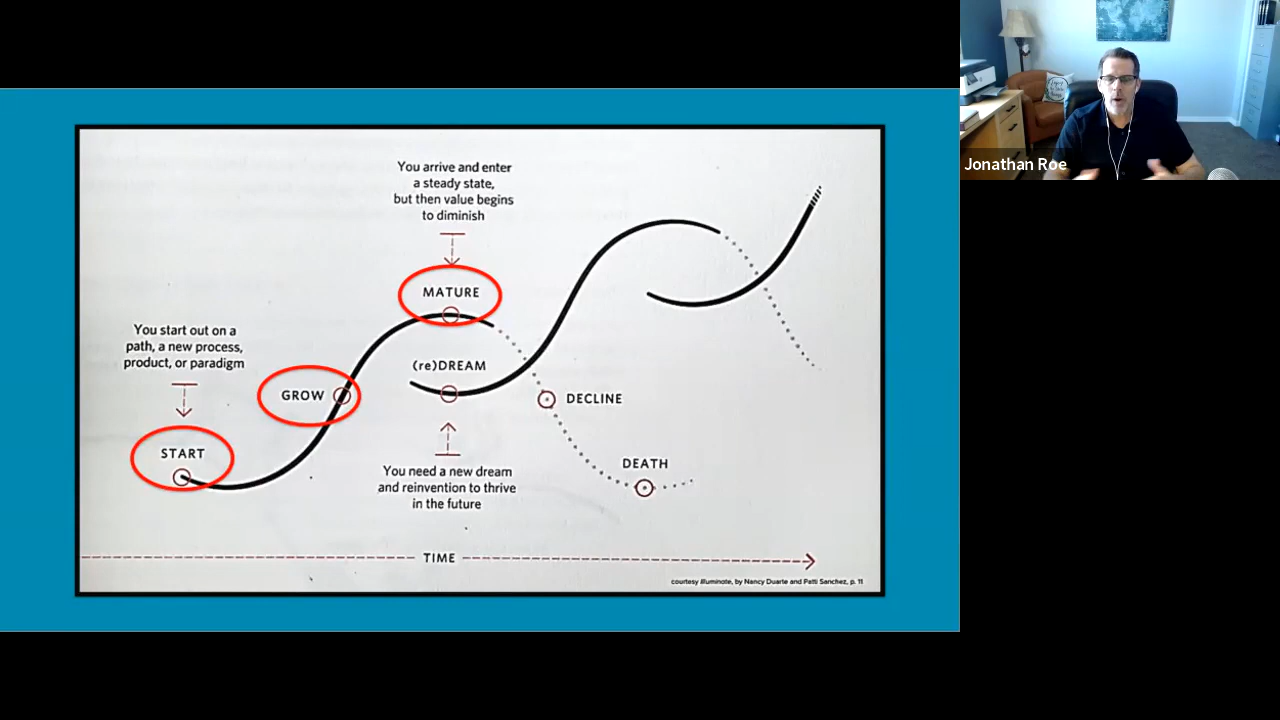 Jonathan Roe
You arrive and enter
a steady state,
but then value begins
to diminish
MATURE
You start out on a
path, a new process,
product, or paradigm
(re)DREAM
GROW
DECLINE
START
DEATH
You need a new dream
and reinvention to thrive
in the future
TIME
courtesy Illuminate, by Nancy Duarte and Patti Sanchez, p. 11